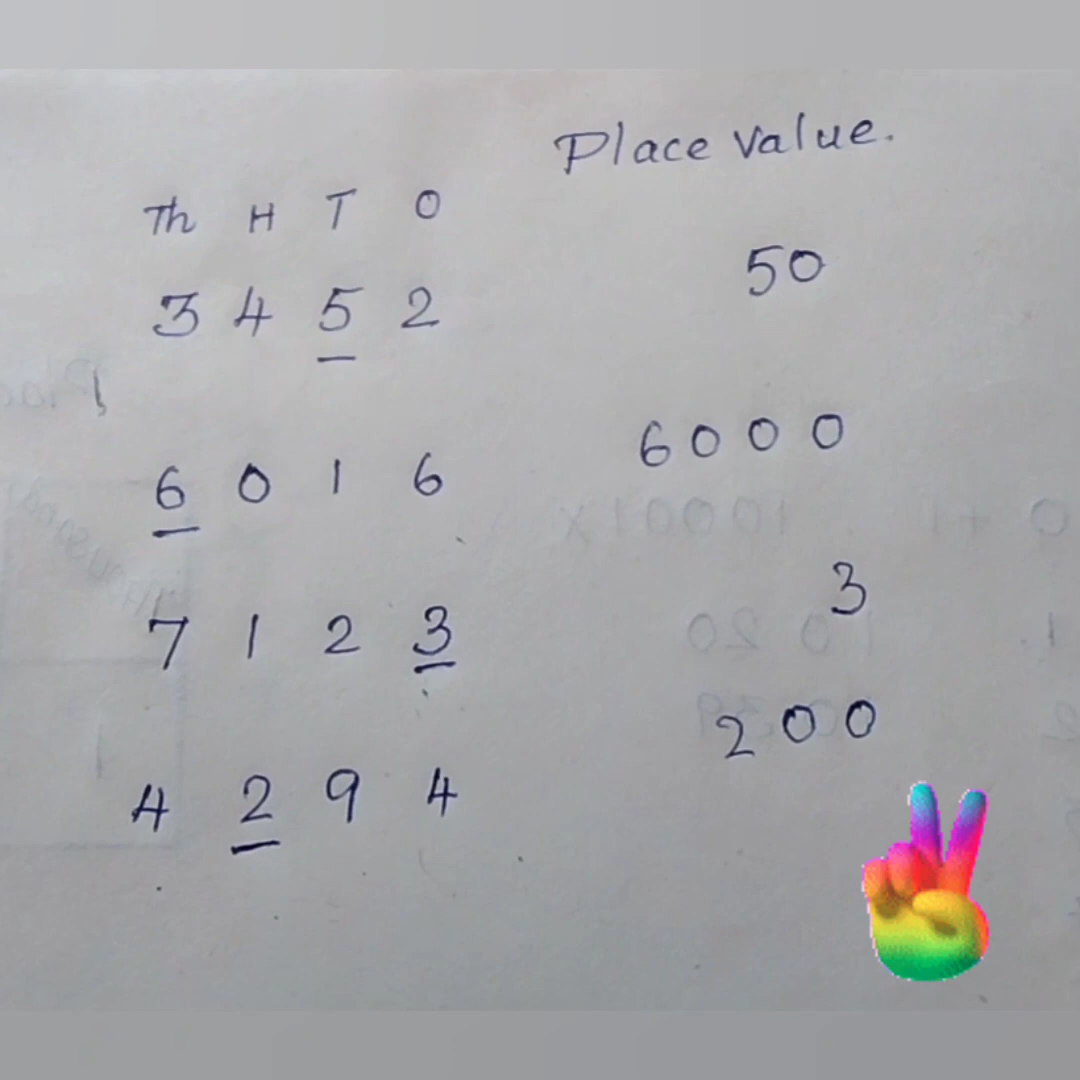 Place value.
Th H T O
50
3 4 5 2
6000
6 0 1 6
3
7 1 2 3
200
4 2 9 4